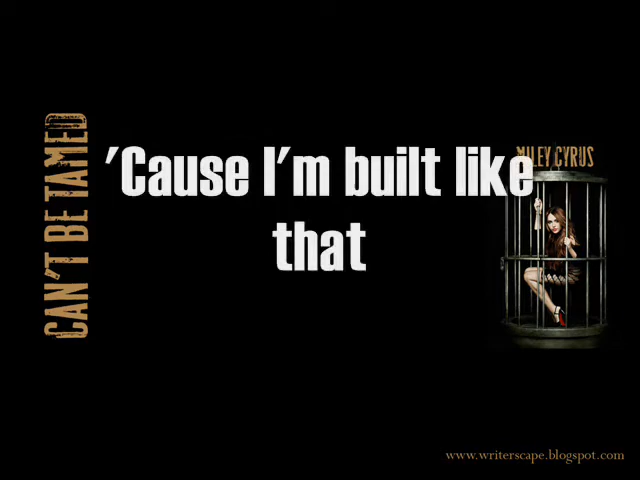 CAN'T BE TAMED
'Cause I'm built like
that
MILEY CYRUS
www.writerscape.blogspot.com